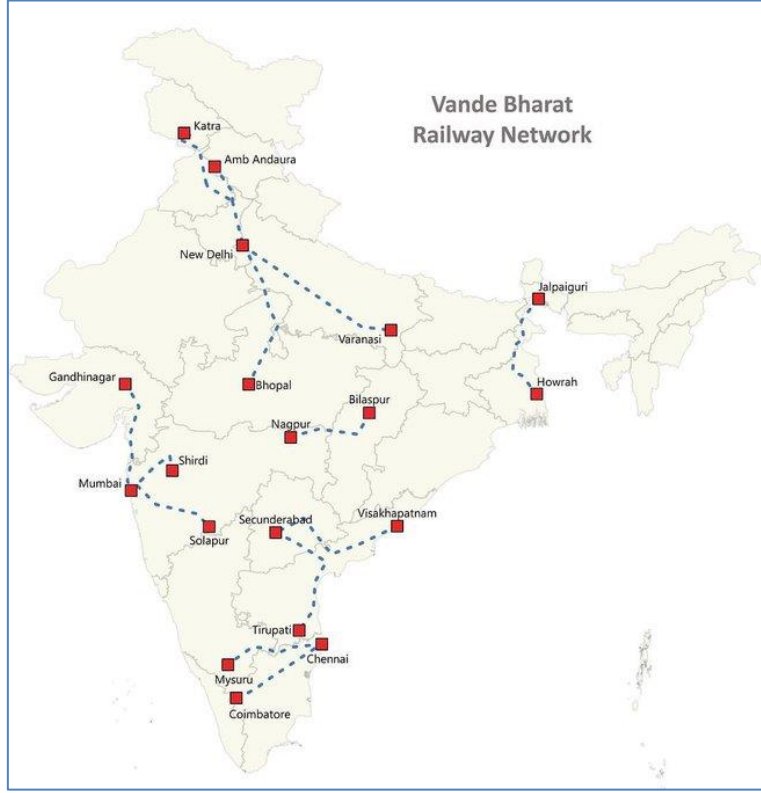 Vande Bharat
Railway Network
Katra
Amb Andaura
New Delhi
Jalpaiguri
Varanasi
Gandhinagar
Bhopal
Howrah
Bilaspur
Nagpur
Shirdi
Mumbai
Visakhapatnam
Secunderabad
Solapur
Tirupati
Chennai
Mysuru
Coimbatore